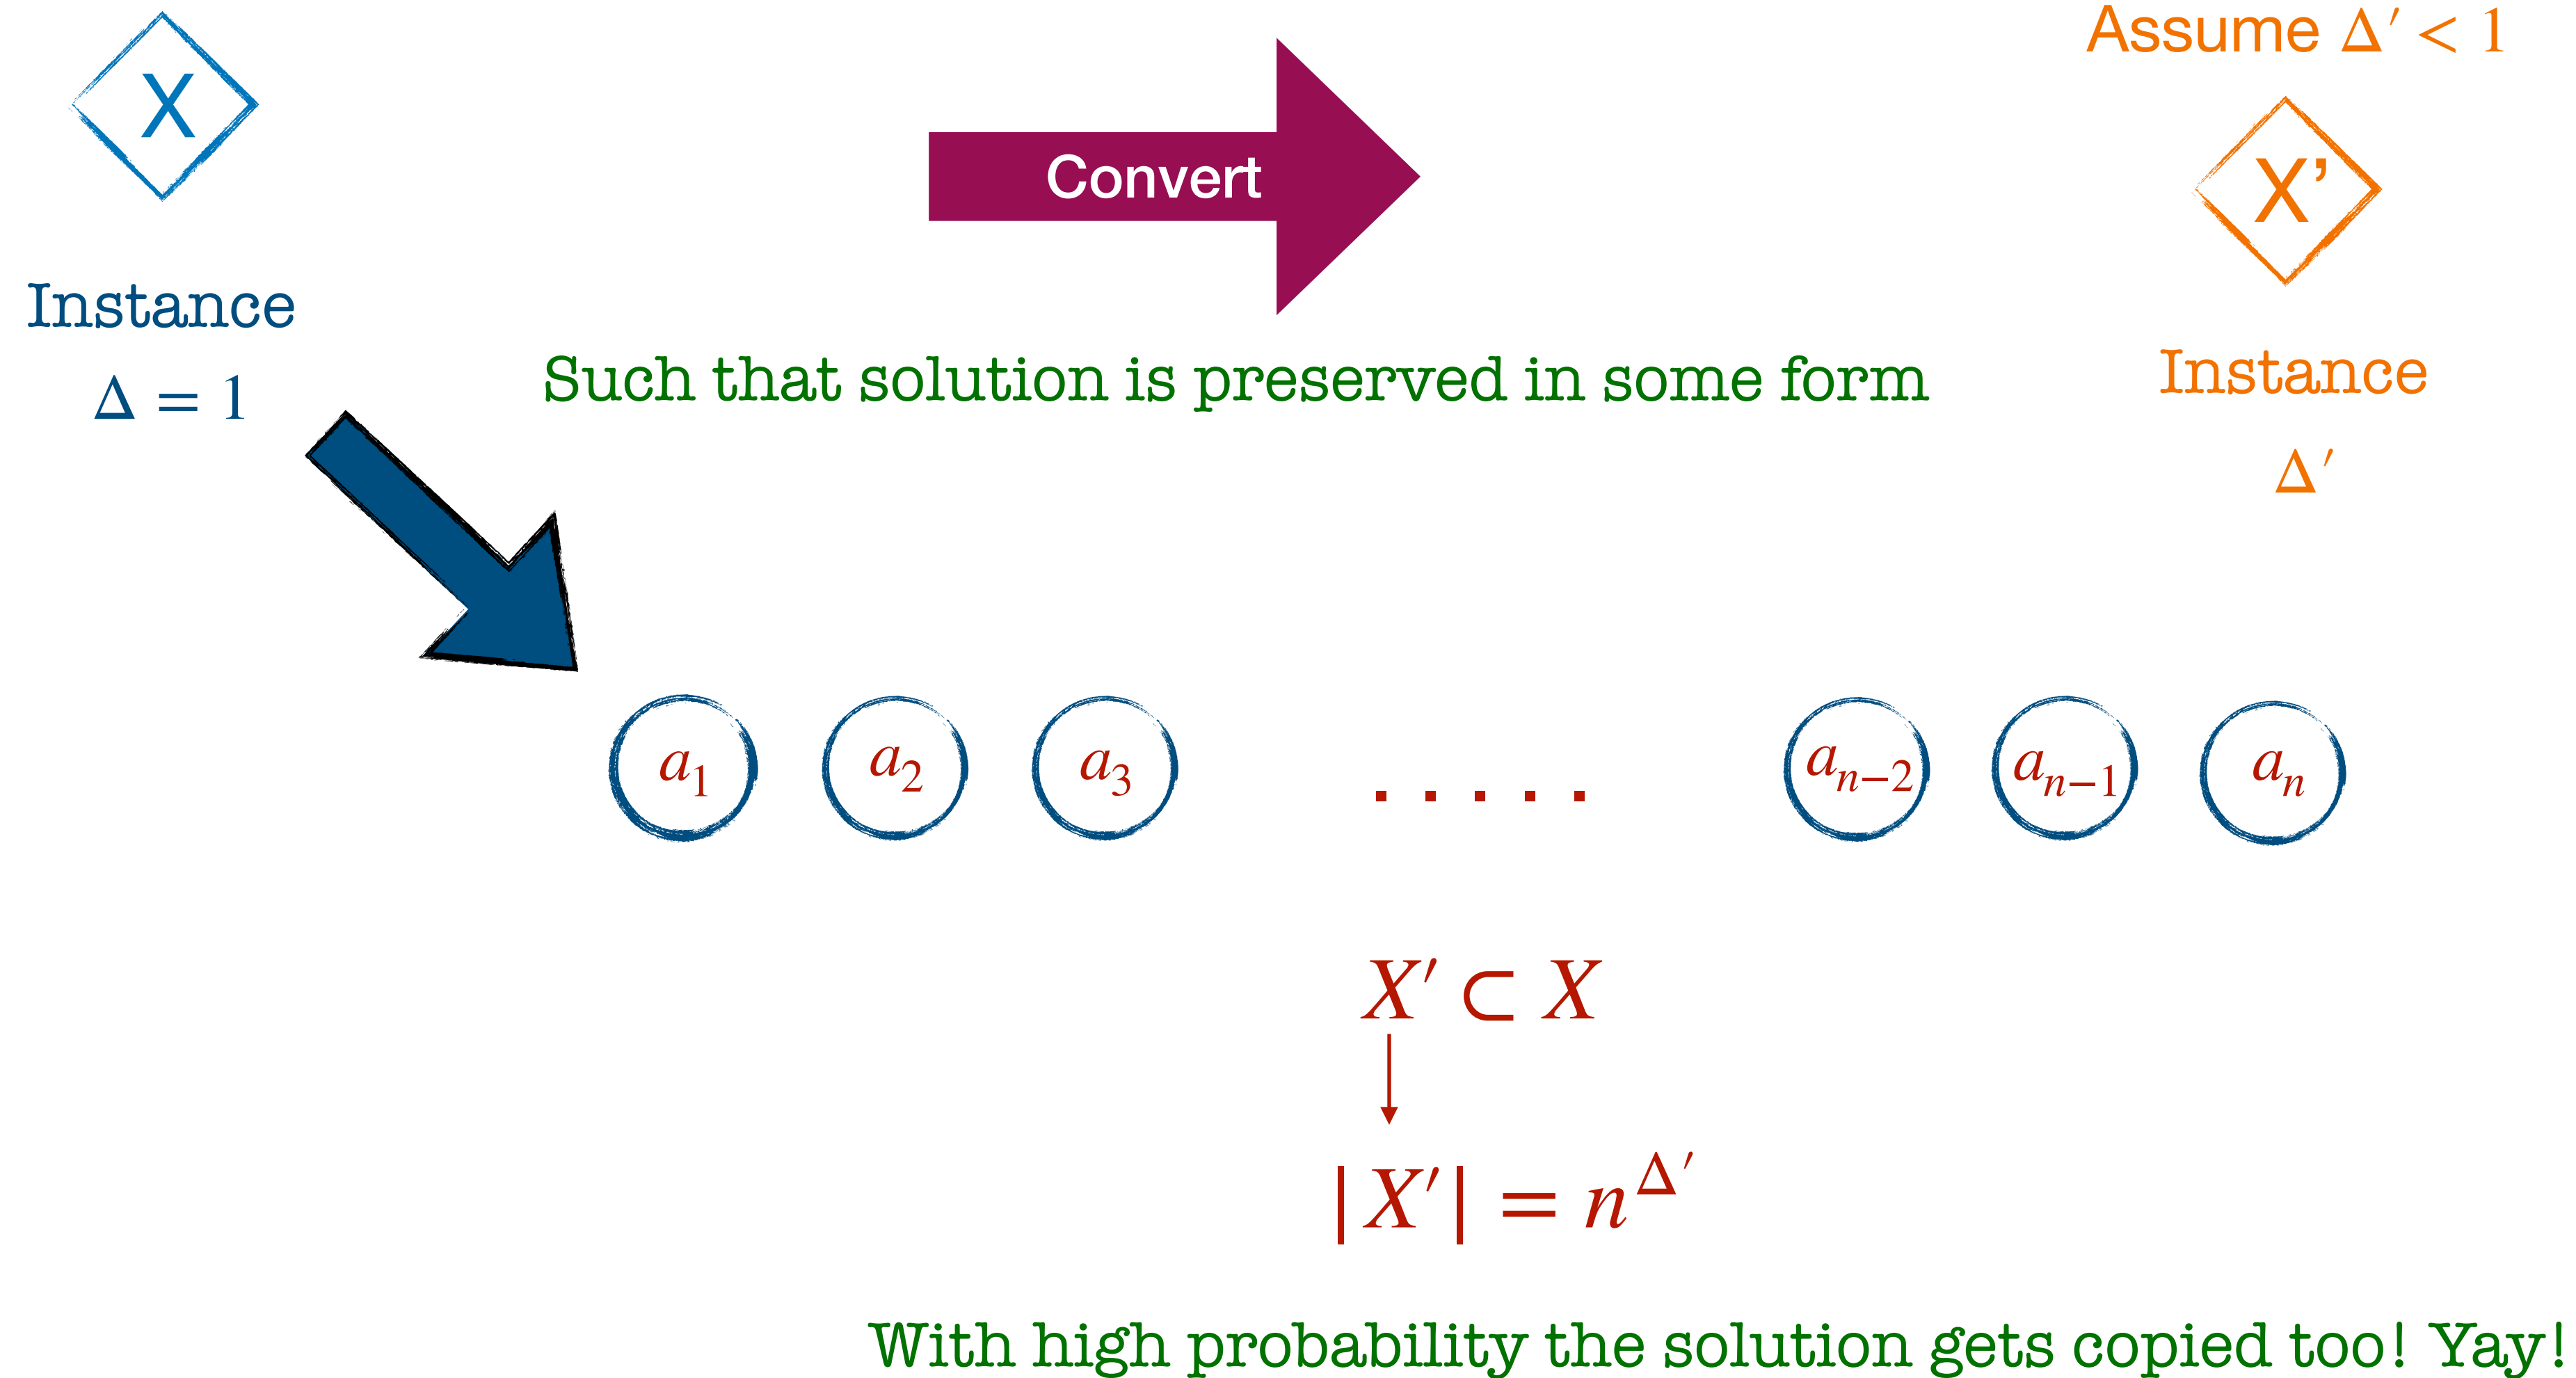 Assume Δ′ < 1
X
Convert
X’
Instance
Δ = 1
Such that solution is preserved in some form
Instance
Δ′
a₁ a₂ a₃ . . . . . aₙ₋₂ aₙ₋₁ aₙ
X′ ⊂ X
|X′| = n^Δ′
With high probability the solution gets copied too! Yay!